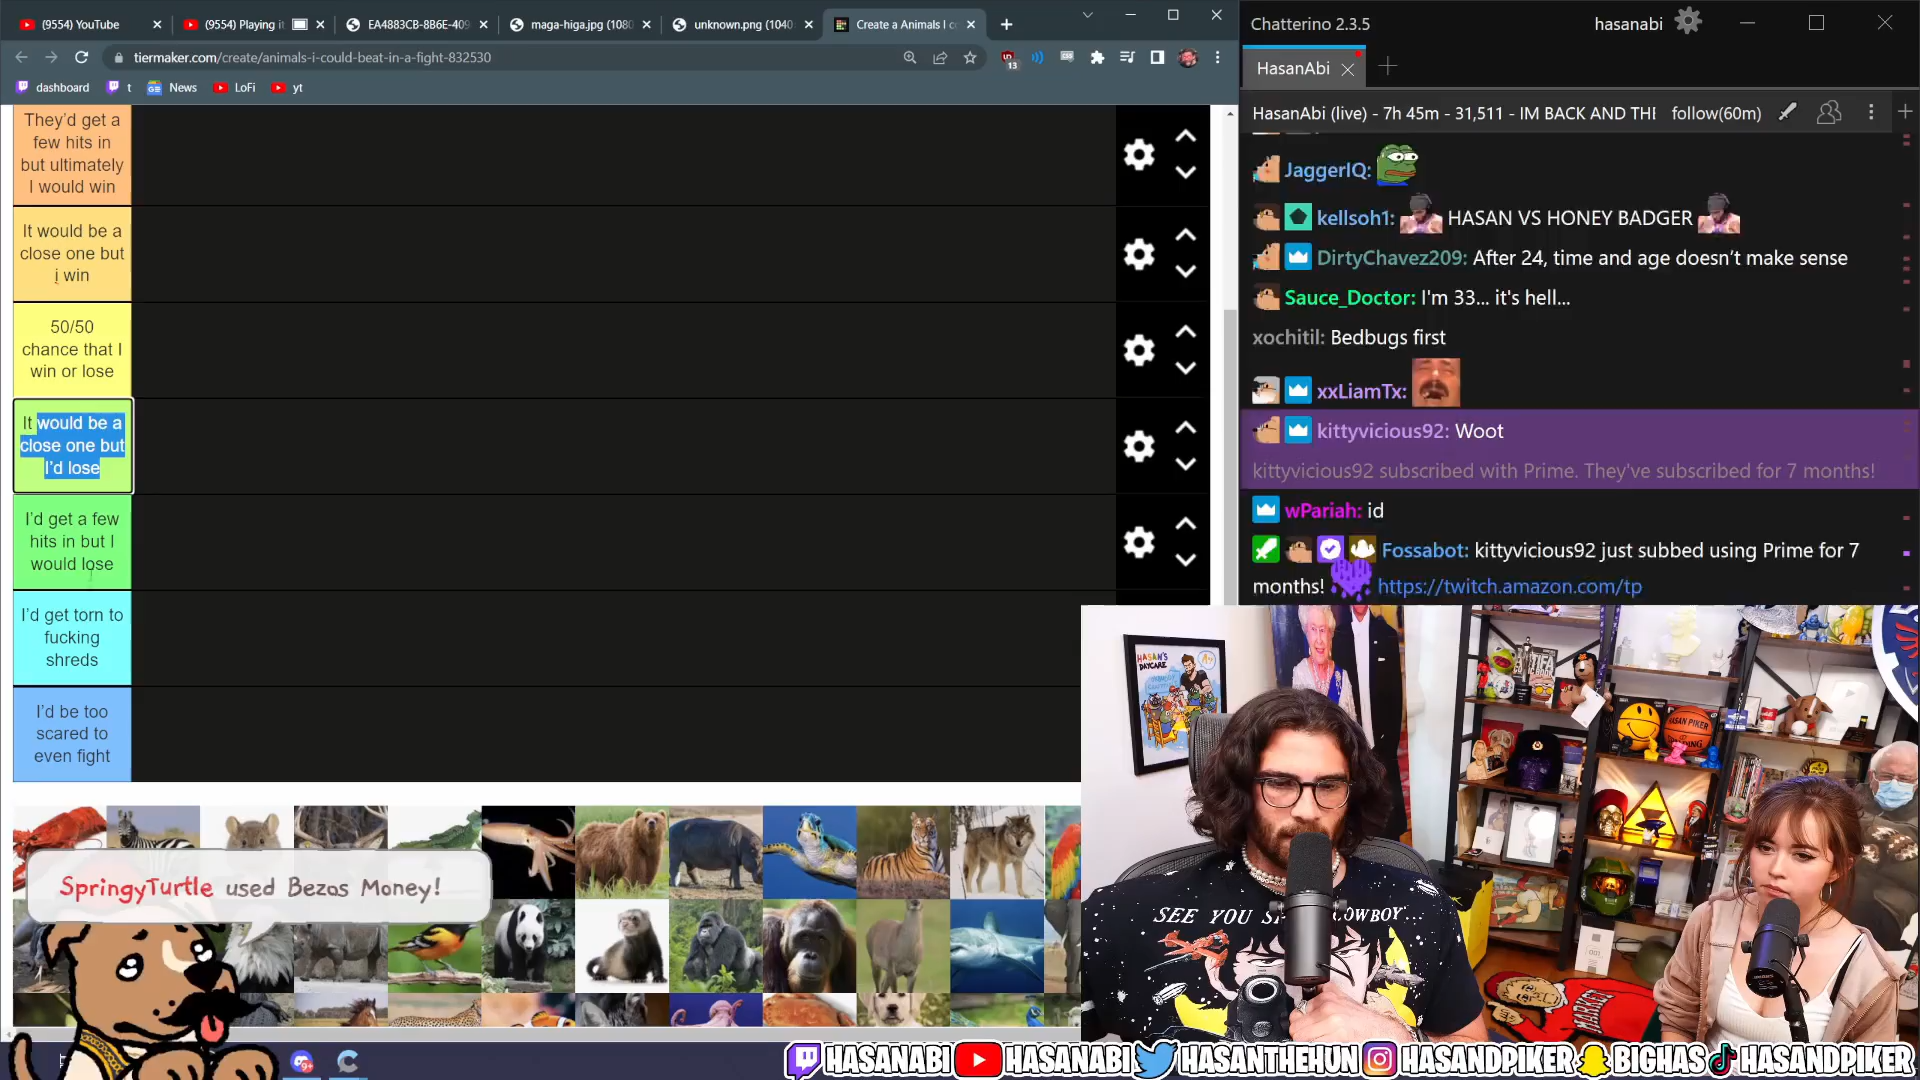 (9554) YouTube
(9554) Playing i
EA4883CB-8B6E-409
maga-higa.jpg (1080
unknown.png (1040
Create a Animals I c
tiermaker.com/create/animals-i-could-beat-in-a-fight-832530
13
dashboard
t
News
LoFi
yt
They'd get a
few hits in
but ultimately
I would win
It would be a
close one but
i win
50/50
chance that I
win or lose
It would be a
close one but
I'd lose
I'd get a few
hits in but I
would lose
I'd get torn to
fucking
shreds
I'd be too
scared to
even fight
SpringyTurtle used Bezos Money!
Chatterino 2.3.5
hasanabi
HasanAbi
HasanAbi (live) - 7h 45m - 31,511 - IM BACK AND THE
follow(60m)
JaggerIQ:
kellsoh1: HASAN VS HONEY BADGER
DirtyChavez209: After 24, time and age doesn't make sense
Sauce_Doctor: I'm 33... it's hell...
xochitil: Bedbugs first
xxLiamTx:
kittyvicious92: Woot
kittyvicious92 subscribed with Prime. They've subscribed for 7 months!
wPariah: id
Fossabot: kittyvicious92 just subbed using Prime for 7
months! https://twitch.amazon.com/tp
HASAN'S
DAYCARE
HASAN PIKER
SEE YOU S COWBOY...
MARKET
HASANABI
HASANABI
HASANTHEHUN
HASANDPIKER
BIGHAS
HASANDPIKER